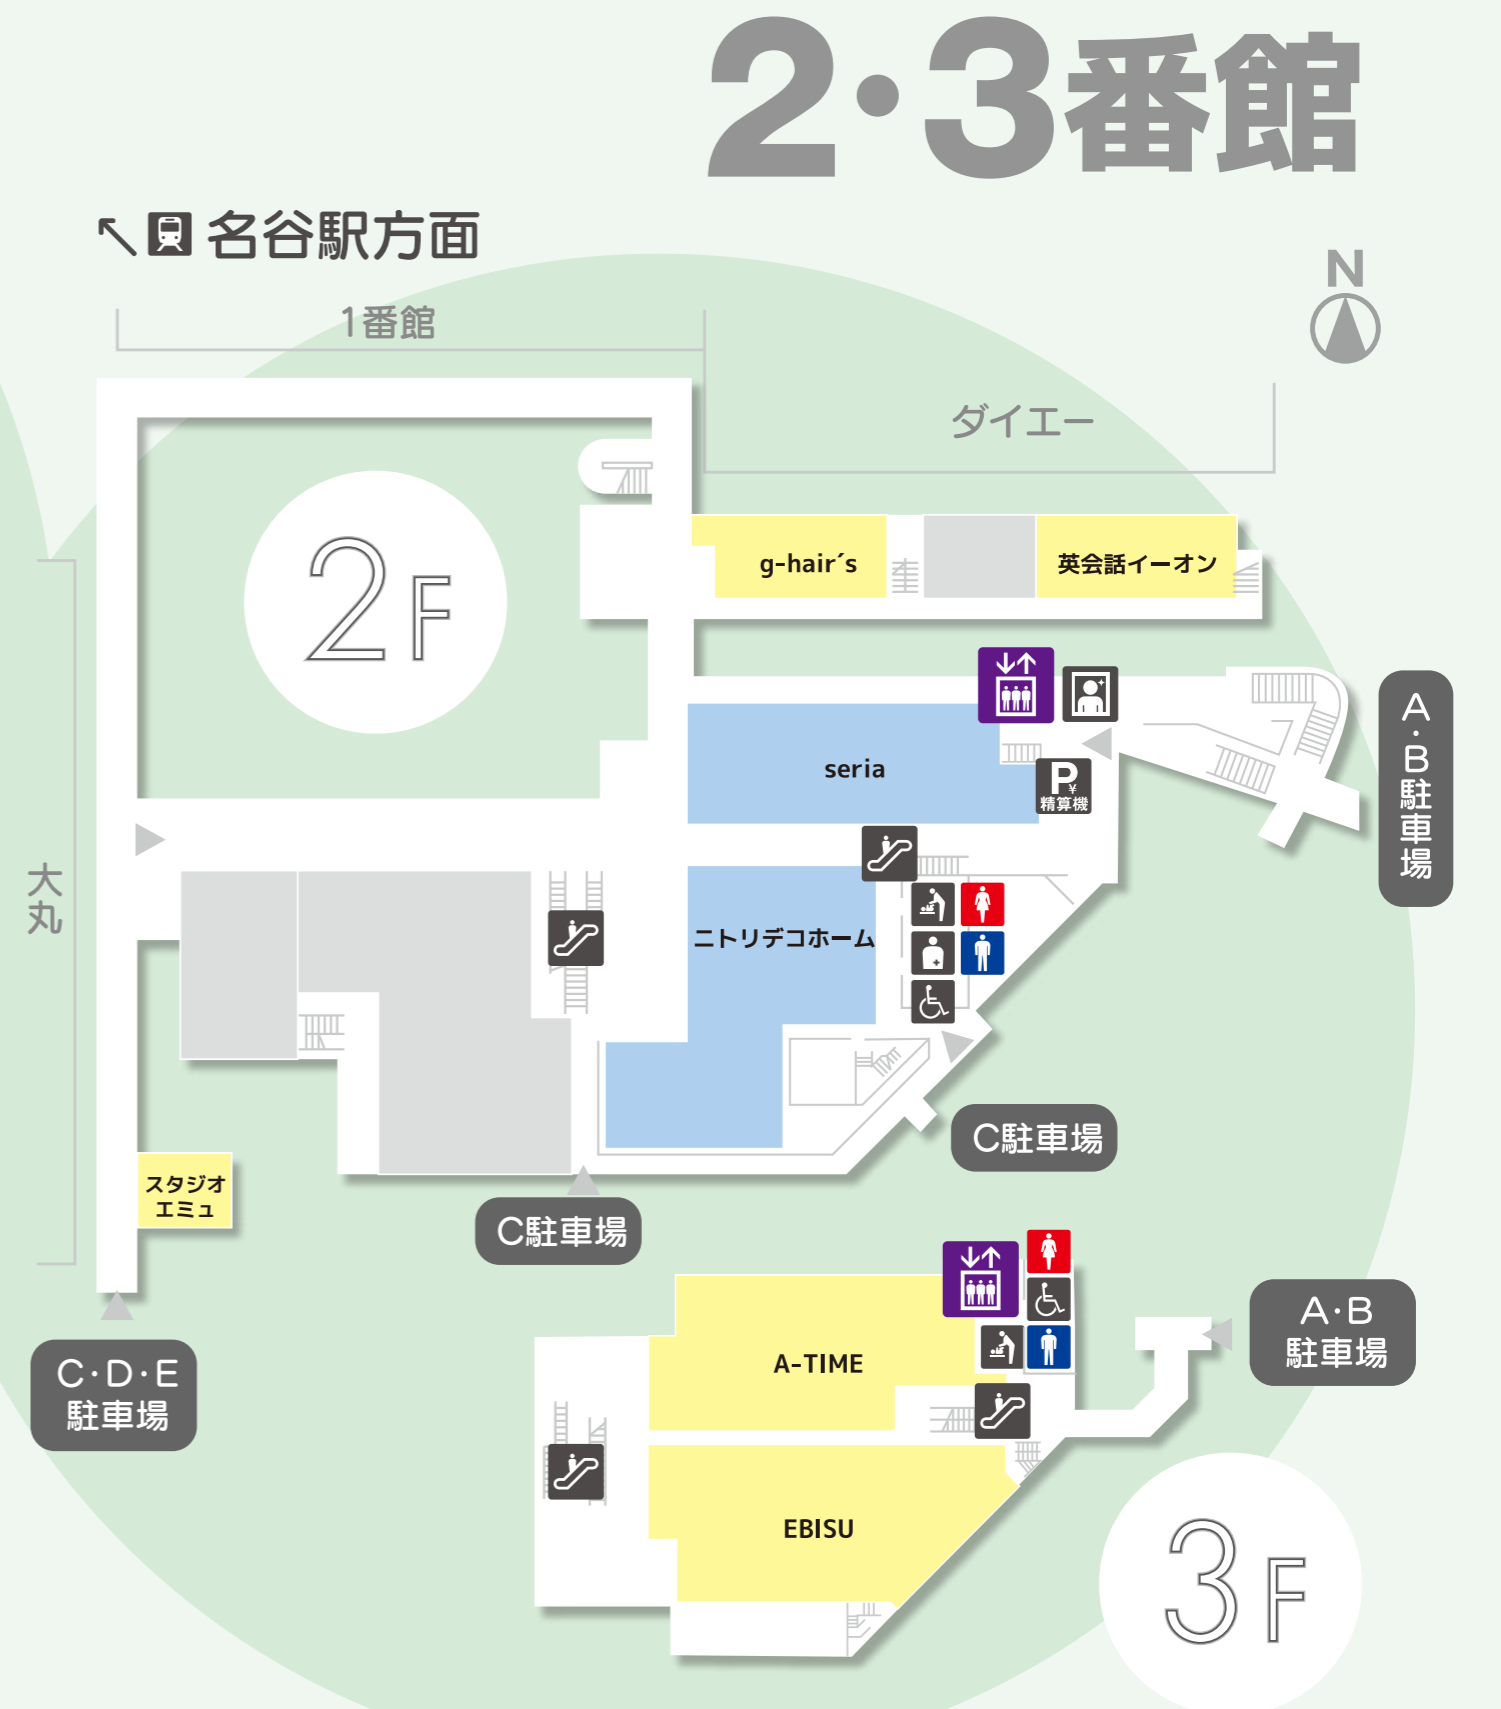 2・3番館
名谷駅方面
N
1番館
ダイエー
2F
g-hair´s
英会話イーオン
A・B駐車場
seria
P
¥
精算機
大丸
ニトリデコホーム
C駐車場
スタジオ
エミュ
C駐車場
A・B
駐車場
C・D・E
駐車場
A-TIME
EBISU
3F